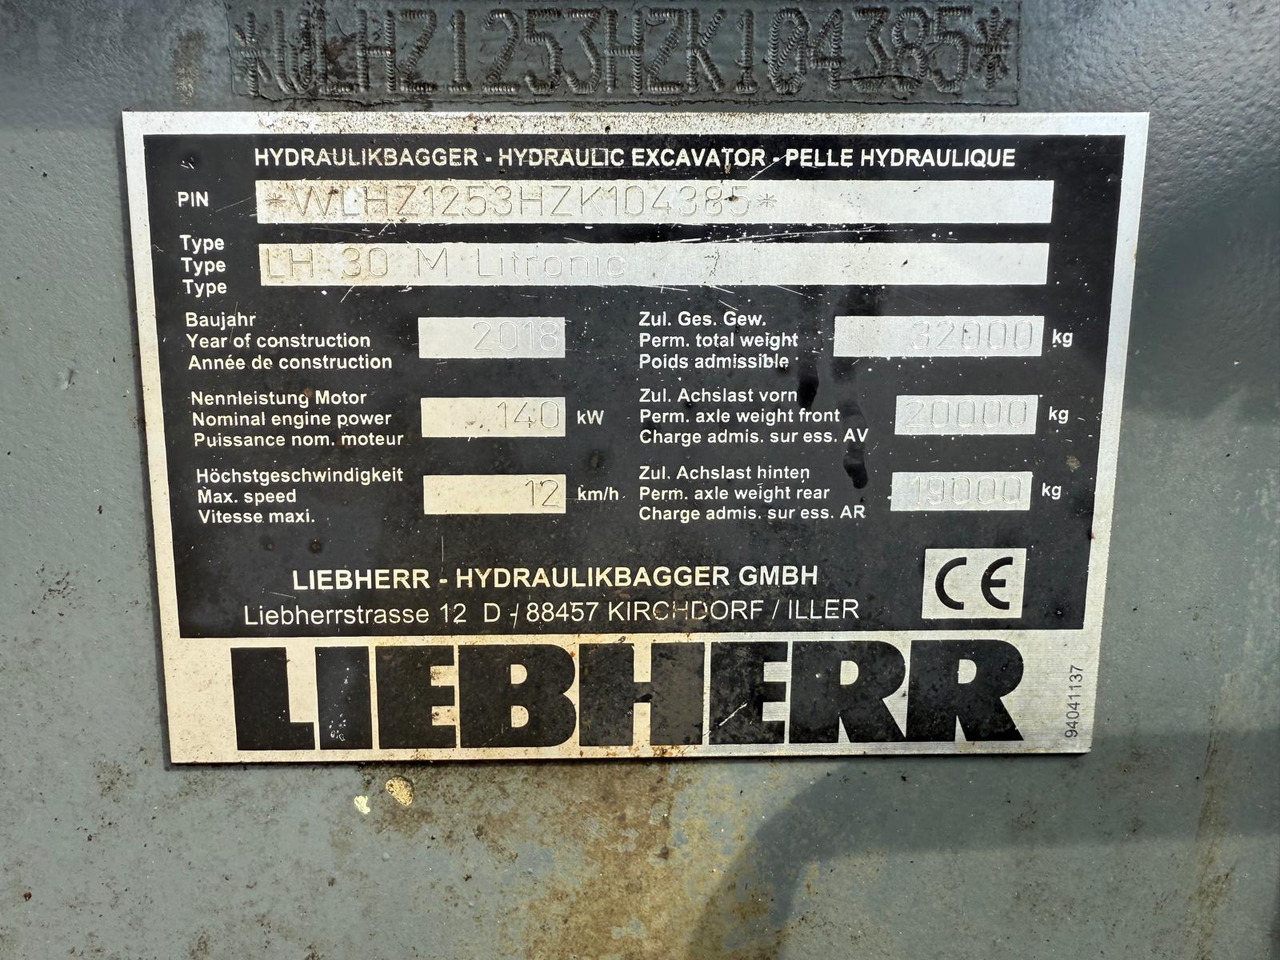 *WLHZ1253HZK104385*
HYDRAULIKBAGGER - HYDRAULIC EXCAVATOR - PELLE HYDRAULIQUE
PIN *WLHZ1253HZK104385*
Type
Type LH 30 M Litronic
Type
Baujahr
Year of construction 2018
Année de construction
Zul. Ges. Gew.
Perm. total weight 32000 kg
Poids admissible
Nennleistung Motor
Nominal engine power 140 kW
Puissance nom. moteur
Zul. Achslast vorn
Perm. axle weight front 20000 kg
Charge admis. sur ess. AV
Höchstgeschwindigkeit
Max. speed 12 km/h
Vitesse maxi.
Zul. Achslast hinten
Perm. axle weight rear 19000 kg
Charge admis. sur ess. AR
LIEBHERR - HYDRAULIKBAGGER GMBH
Liebherrstrasse 12 D-/88457 KIRCHDORF / ILLER
CE
LIEBHERR
94041137